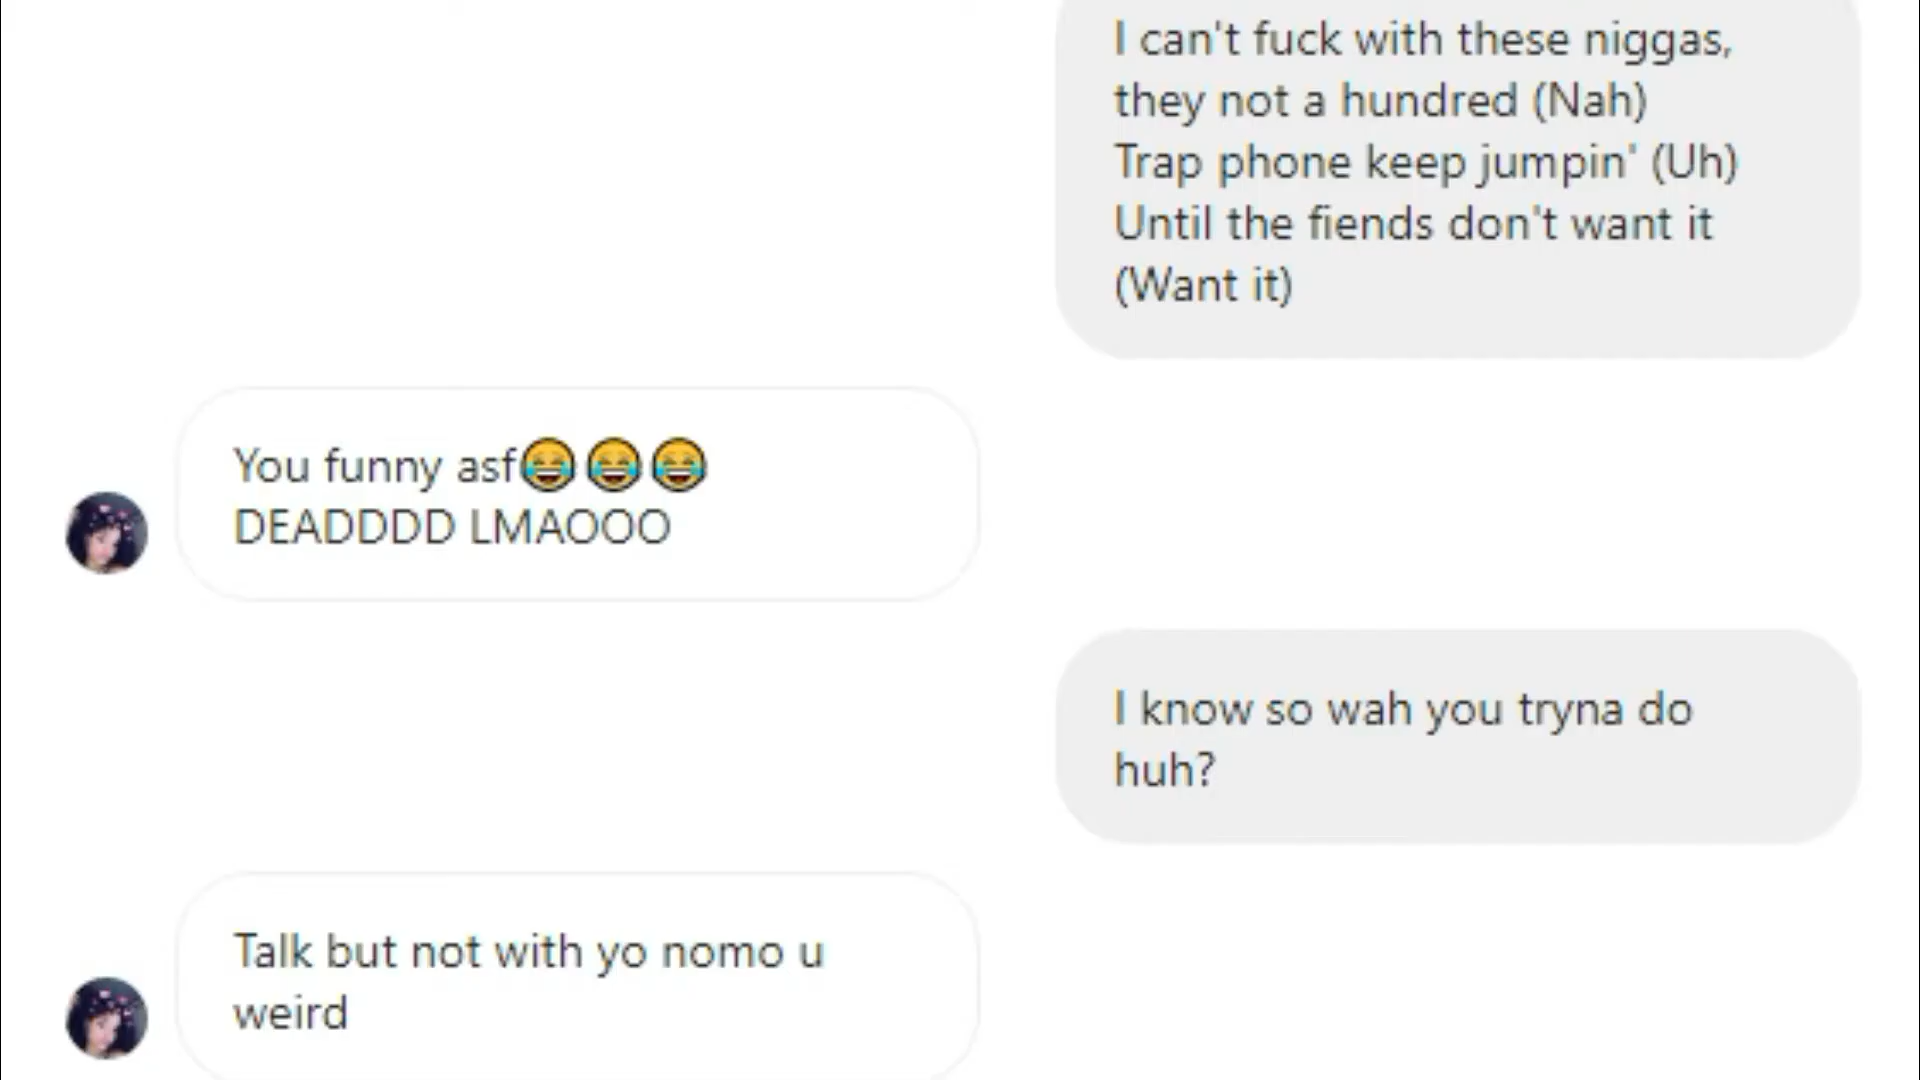 I can't fuck with these niggas,
they not a hundred (Nah)
Trap phone keep jumpin' (Uh)
Until the fiends don't want it
(Want it)
You funny asf😂😂😂
DEADDDD LMAOOO
I know so wah you tryna do
huh?
Talk but not with yo nomo u
weird